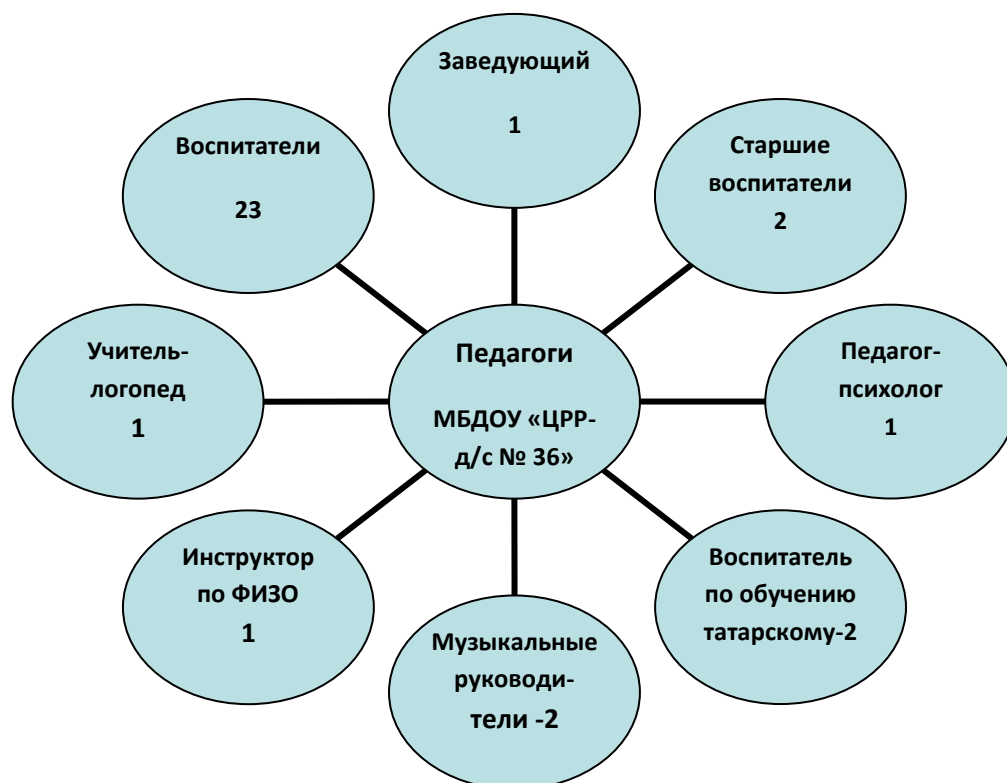 Заведующий
1
Старшие
воспитатели
2
Педагог-
психолог
1
Воспитатель
по обучению
татарскому-2
Музыкальные
руководи-
тели -2
Инструктор
по ФИЗО
1
Учитель-
логопед
1
Воспитатели
23
Педагоги
МБДОУ «ЦРР-
д/с № 36»